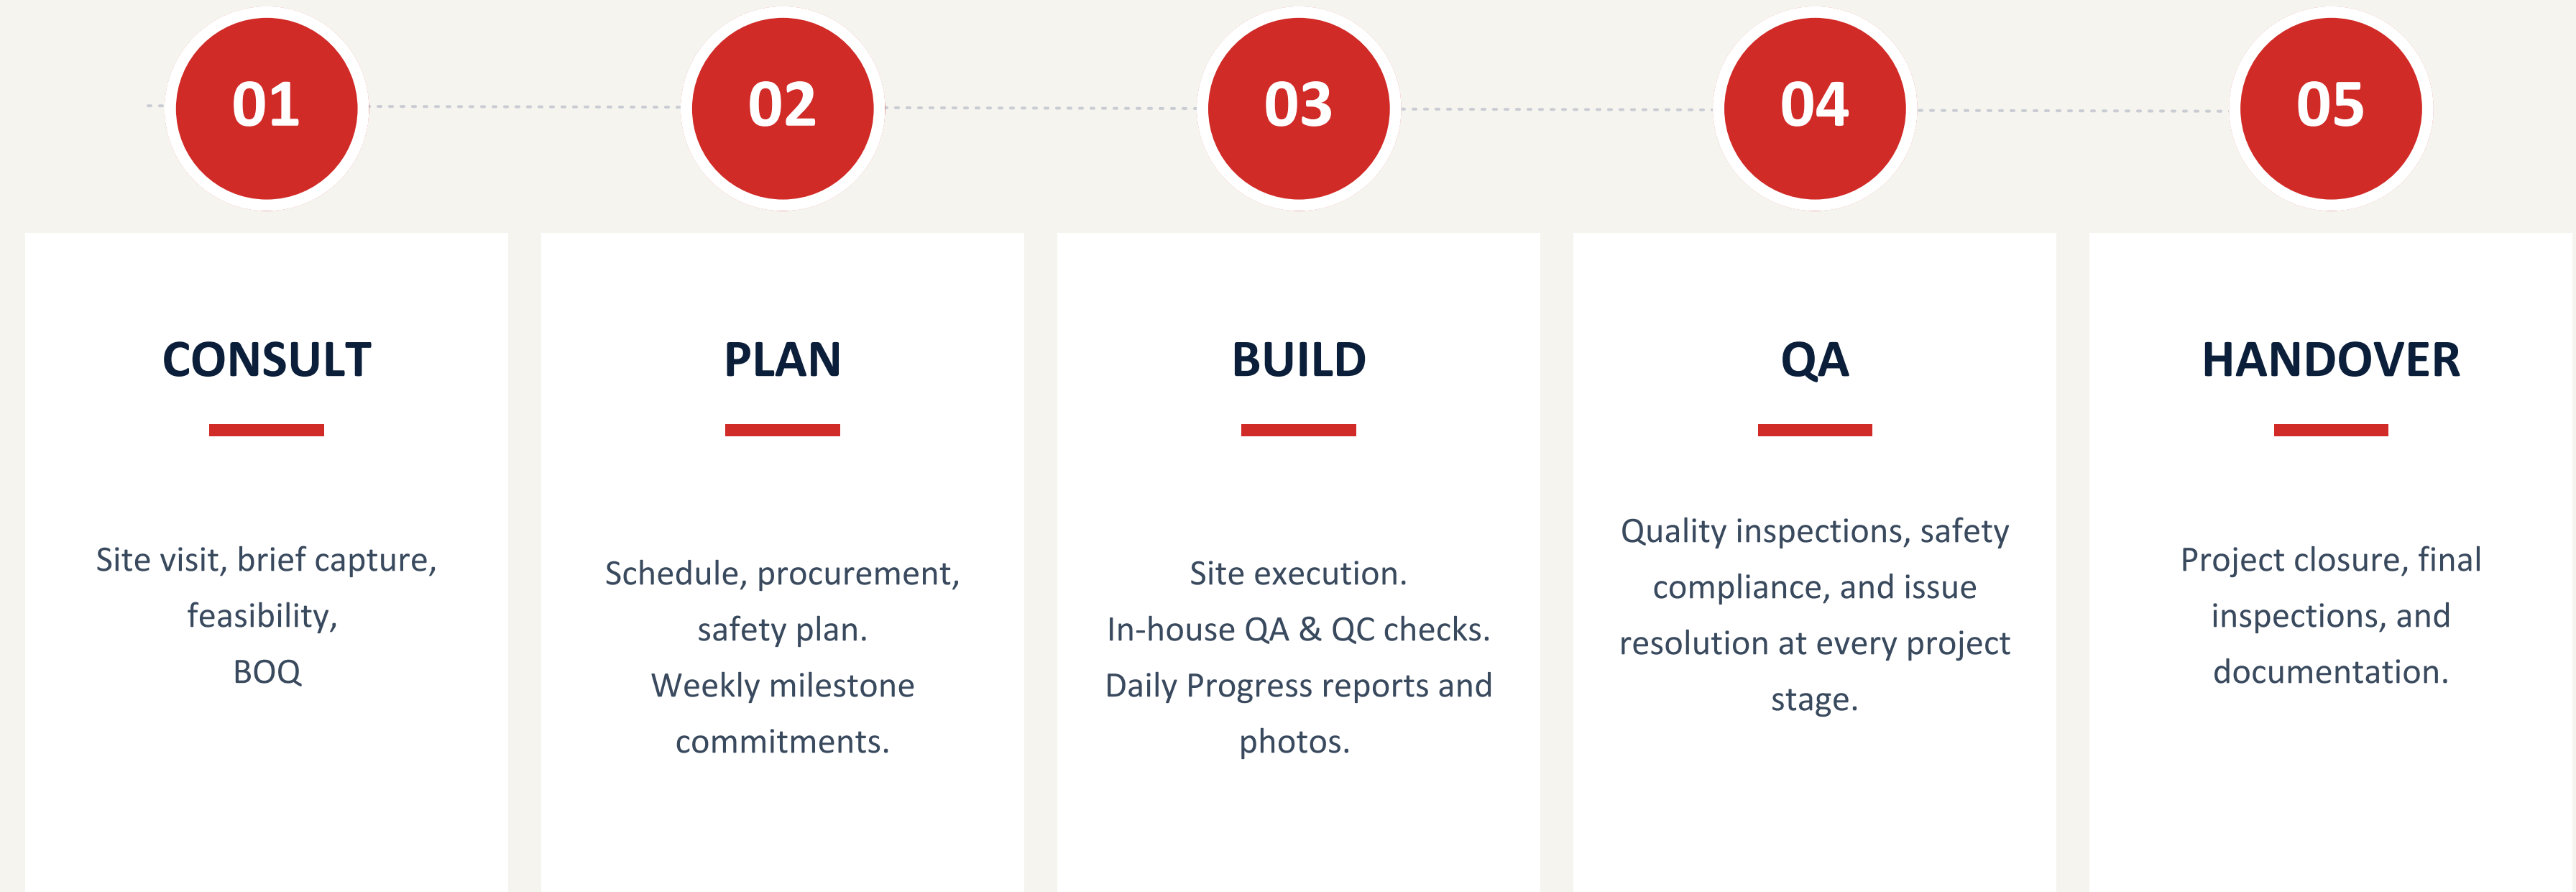 01
02
03
04
05
CONSULT
Site visit, brief capture,
feasibility,
BOQ
PLAN
Schedule, procurement,
safety plan.
Weekly milestone
commitments.
BUILD
Site execution.
In-house QA & QC checks.
Daily Progress reports and
photos.
QA
Quality inspections, safety
compliance, and issue
resolution at every project
stage.
HANDOVER
Project closure, final
inspections, and
documentation.